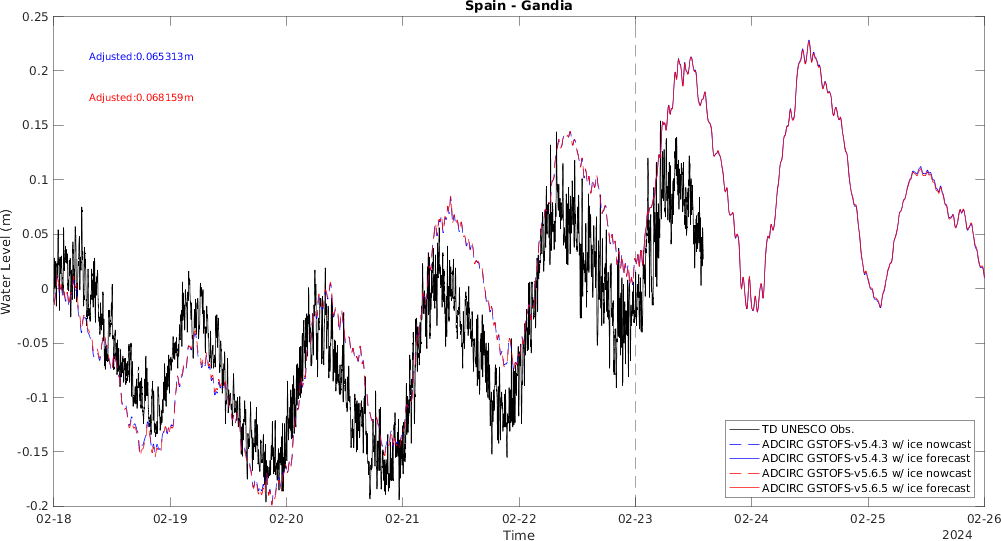 Spain - Gandia
Adjusted:0.065313m
Adjusted:0.068159m
Water Level (m)
0.25
0.2
0.15
0.1
0.05
0
-0.05
-0.1
-0.15
-0.2
TD UNESCO Obs.
ADCIRC GSTOFS-v5.4.3 w/ ice nowcast
ADCIRC GSTOFS-v5.4.3 w/ ice forecast
ADCIRC GSTOFS-v5.6.5 w/ ice nowcast
ADCIRC GSTOFS-v5.6.5 w/ ice forecast
02-18 02-19 02-20 02-21 02-22 02-23 02-24 02-25 02-26
Time
2024